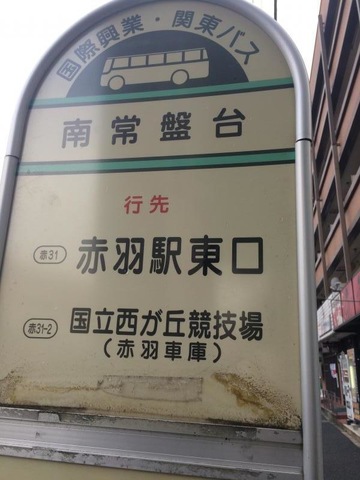 国際興業・関東バス
南常盤台
行先
赤31 赤羽駅東口
赤31-2 国立西が丘競技場
(赤羽車庫)